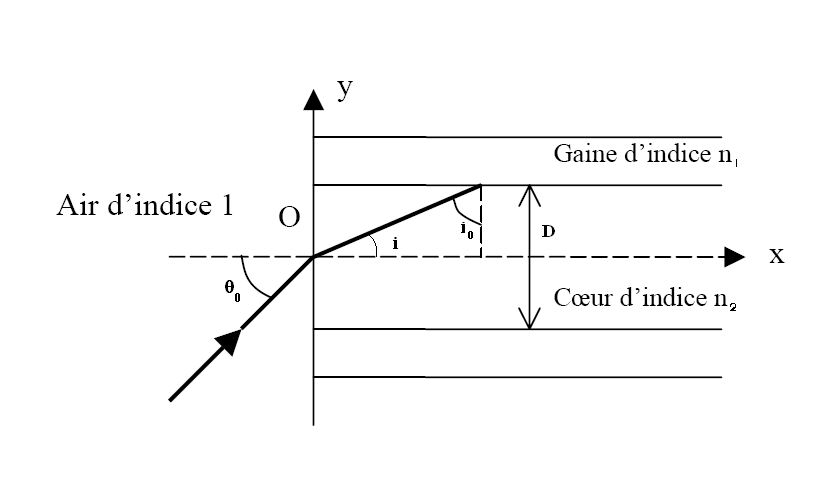 y
Gaine d’indice n₁
Air d’indice 1
O
i₀
D
i
x
θ₀
Cœur d’indice n₂